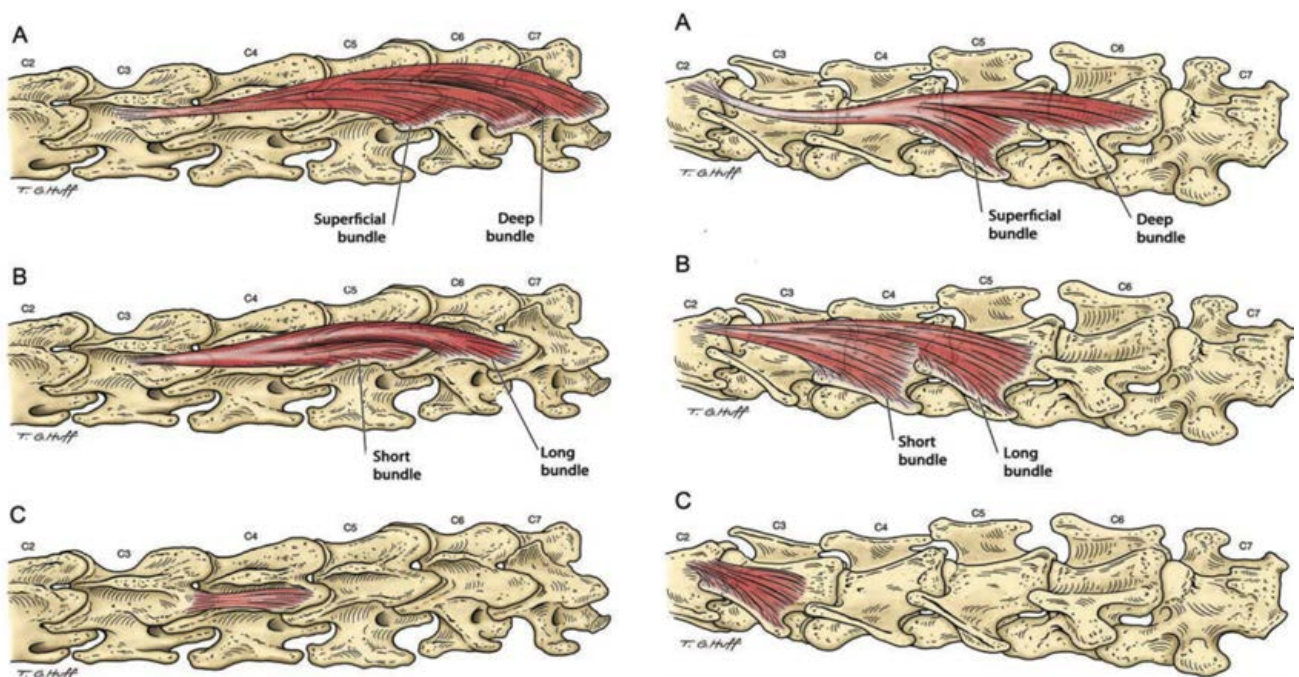 A
C2
C3
C4
C5
C6
C7
T. G. Huff
Superficial
bundle
Deep
bundle
B
C2
C3
C4
C5
C6
C7
T. G. Huff
Short
bundle
Long
bundle
C
C2
C3
C4
C5
C6
C7
T. G. Huff
A
C2
C3
C4
C5
C6
C7
T. G. Huff
Superficial
bundle
Deep
bundle
B
C2
C3
C4
C5
C6
C7
T. G. Huff
Short
bundle
Long
bundle
C
C2
C3
C4
C5
C6
C7
T. G. Huff